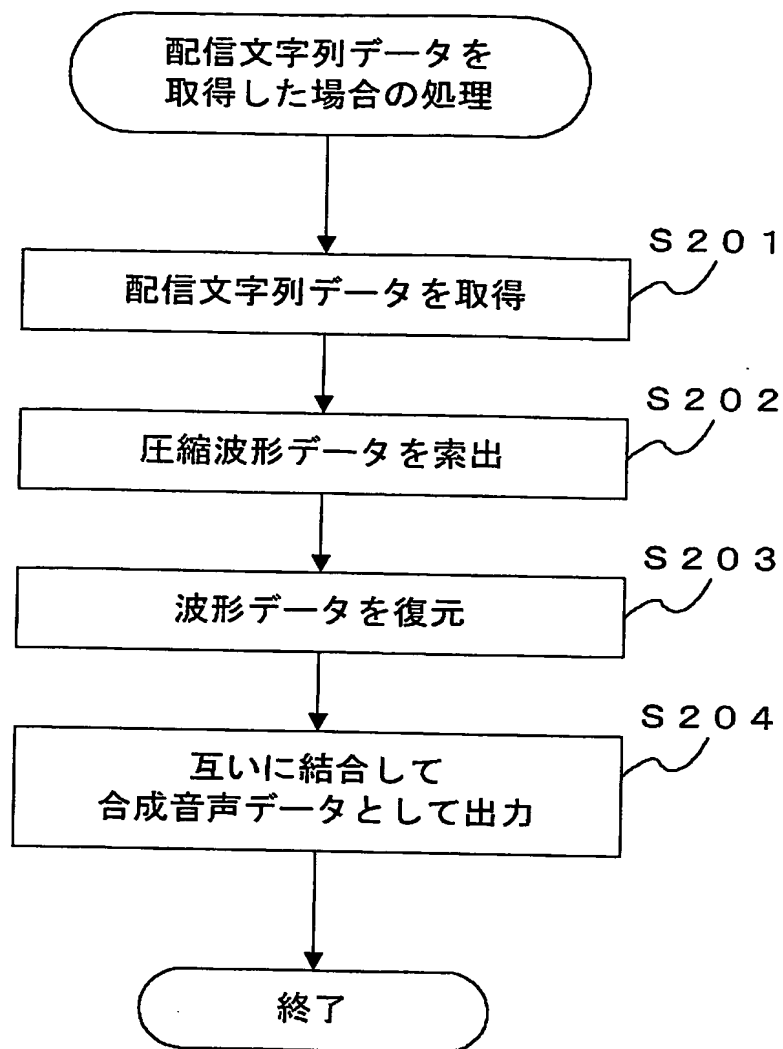 配信文字列データを
取得した場合の処理
S201
配信文字列データを取得
S202
圧縮波形データを索出
S203
波形データを復元
S204
互いに結合して
合成音声データとして出力
終了